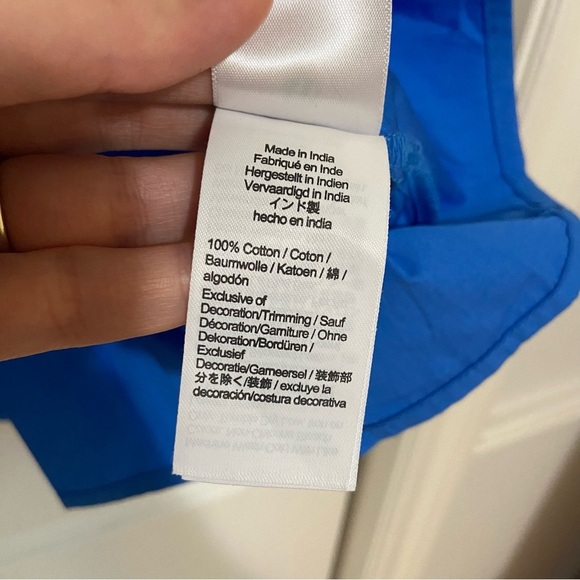 Made in India
Fabriqué en Inde
Hergestellt in Indien
Vervaardigd in India
インド製
hecho en india
100% Cotton / Coton /
Baumwolle / Katoen / 綿 /
algodón
Exclusive of
Decoration/Trimming / Sauf
Décoration/Garniture / Ohne
Dekoration/Bordüren /
Exclusief
Decoratie/Garneersel / 装飾部
分を除く/装飾 / excluye la
decoración/costura decorativa